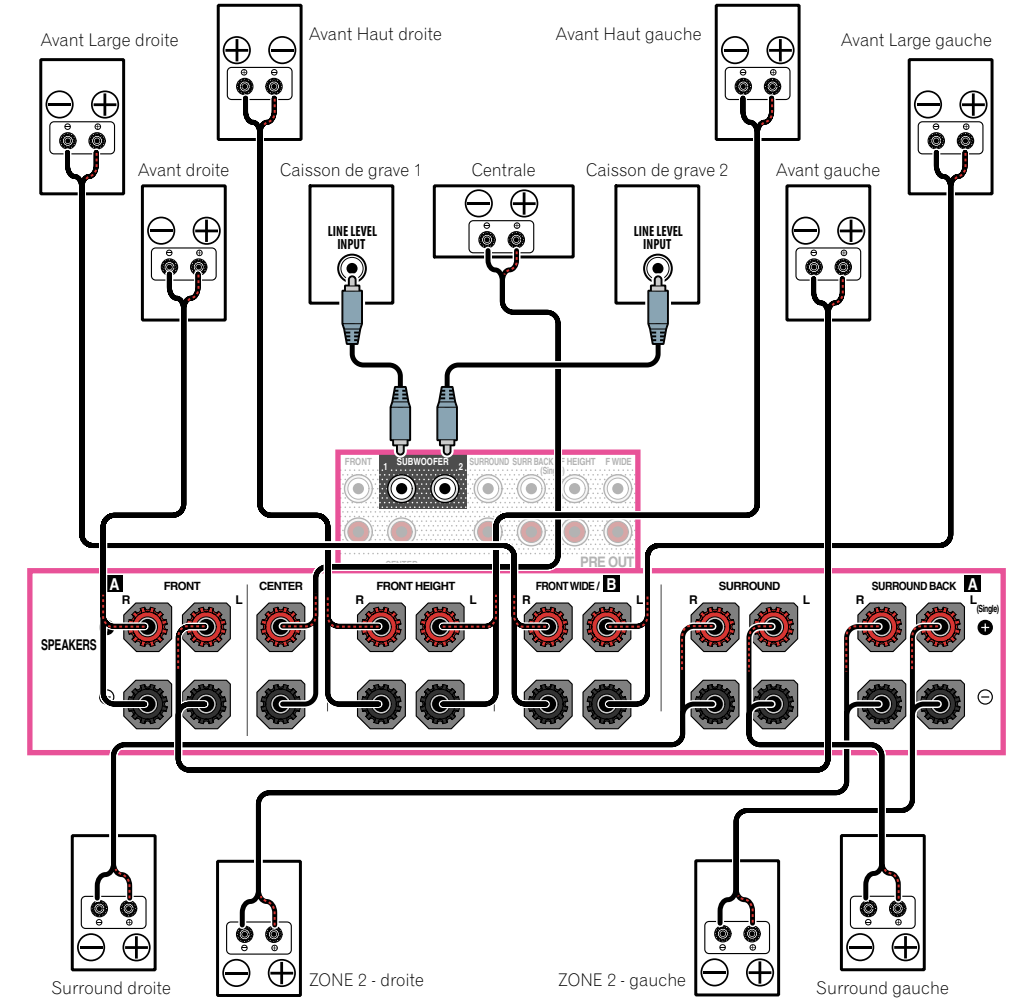 Avant Large droite
Avant Haut droite
Avant Haut gauche
Avant Large gauche
Avant droite
Caisson de grave 1
Centrale
Caisson de grave 2
Avant gauche
LINE LEVEL
INPUT
LINE LEVEL
INPUT
FRONT
1 SUBWOOFER 2
SURROUND
SURR BACK
(Single)
F HEIGHT
F WIDE
CENTER
PRE OUT
A FRONT
CENTER
FRONT HEIGHT
FRONT WIDE / B
SURROUND
SURROUND BACK A
R L
R L
R L
R L
R L
(Single)
SPEAKERS
Surround droite
ZONE 2 - droite
ZONE 2 - gauche
Surround gauche